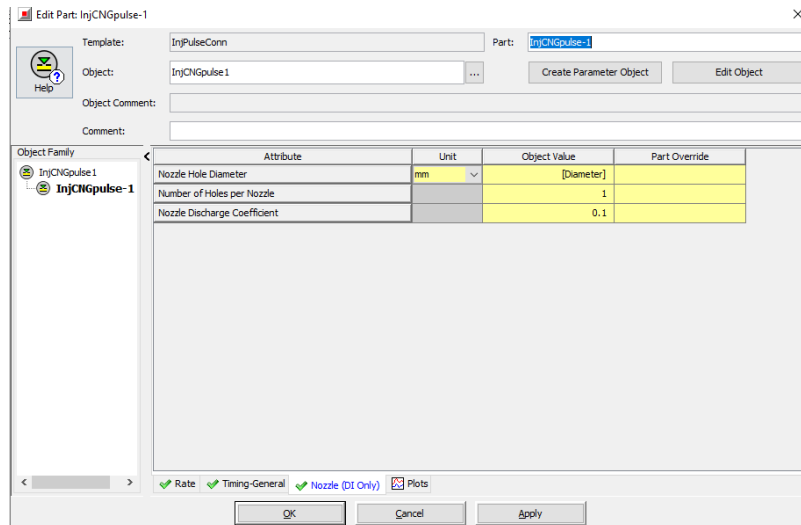 Edit Part: InjCNGpulse-1
Template: InjPulseConn Part: InjCNGpulse-1
Help
Object: InjCNGpulse1 ... Create Parameter Object Edit Object
Object Comment:
Comment:
Object Family
InjCNGpulse1
InjCNGpulse-1
Attribute Unit Object Value Part Override
Nozzle Hole Diameter mm [Diameter]
Number of Holes per Nozzle 1
Nozzle Discharge Coefficient 0.1
Rate Timing-General Nozzle (DI Only) Plots
OK Cancel Apply